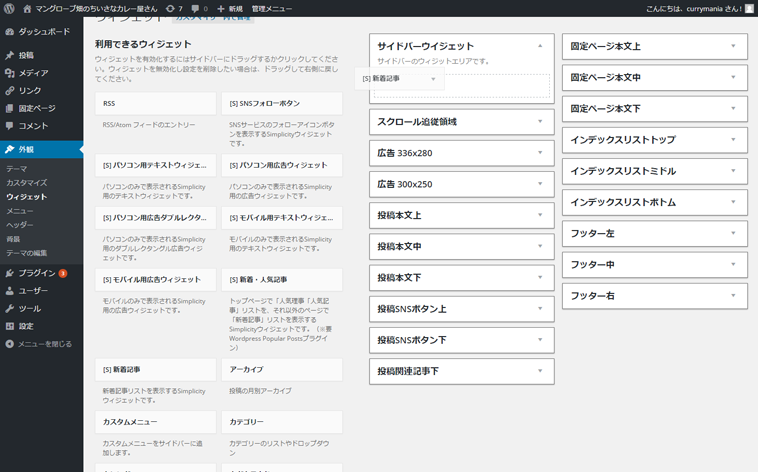 マングローブ畑のちいさなカレー屋さん 7 0 新規 管理メニュー こんにちは、currymania さん!
ダッシュボード
投稿
メディア
リンク
固定ページ
コメント
外観
テーマ
カスタマイズ
ウィジェット
メニュー
ヘッダー
背景
テーマの編集
プラグイン 3
ユーザー
ツール
設定
メニューを閉じる
利用できるウィジェット
ウィジェットを有効化するにはサイドバーにドラッグするかクリックしてください。ウィジェットを無効化し設定を削除したい場合は、ドラッグして右側に戻してください。
RSS
RSS/Atom フィードのエントリー
[S] SNSフォローボタン
SNSサービスのフォローアイコンボタンを表示するSimplicityウィジェットです。
[S] パソコン用テキストウィジェ...
パソコンのみで表示されるSimplicity用のテキストウィジェットです。
[S] パソコン用広告ウィジェット
パソコンのみで表示されるSimplicity用の広告ウィジェットです。
[S] パソコン用広告ダブルレクタ...
パソコンのみで表示されるSimplicity用のダブルレクタングル広告ウィジェットです。
[S] モバイル用テキストウィジェ...
モバイルのみで表示されるSimplicity用のテキストウィジェットです。
[S] モバイル用広告ウィジェット
モバイルのみで表示されるSimplicity用の広告ウィジェットです。
[S] 新着・人気記事
トップページで「人気理事「人気記事」リストを、それ以外のページで「新着記事」リストを表示するSimplicityウィジェットです。(※要Wordpress Popular Postsプラグイン)
[S] 新着記事
新着記事リストを表示するSimplicityウィジェットです。
アーカイブ
投稿の月別アーカイブ
カスタムメニュー
カスタムメニューをサイドバーに追加します。
カテゴリー
カテゴリーのリストやドロップダウン
サイドバーウイジェット
サイドバーのウィジットエリアです。
[S] 新着記事
スクロール追従領域
広告 336x280
広告 300x250
投稿本文上
投稿本文中
投稿本文下
投稿SNSボタン上
投稿SNSボタン下
投稿関連記事下
固定ページ本文上
固定ページ本文中
固定ページ本文下
インデックスリストトップ
インデックスリストミドル
インデックスリストボトム
フッター左
フッター中
フッター右